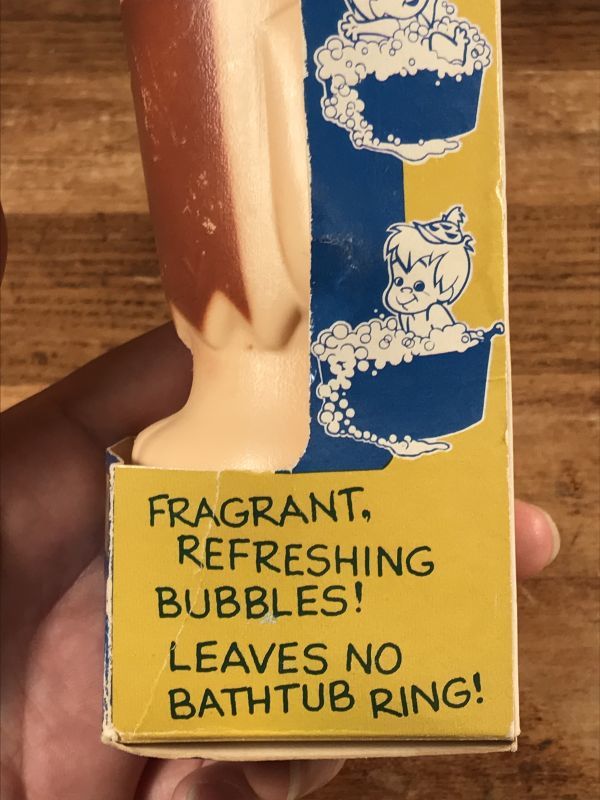 FRAGRANT,
REFRESHING
BUBBLES!
LEAVES NO
BATHTUB RING!